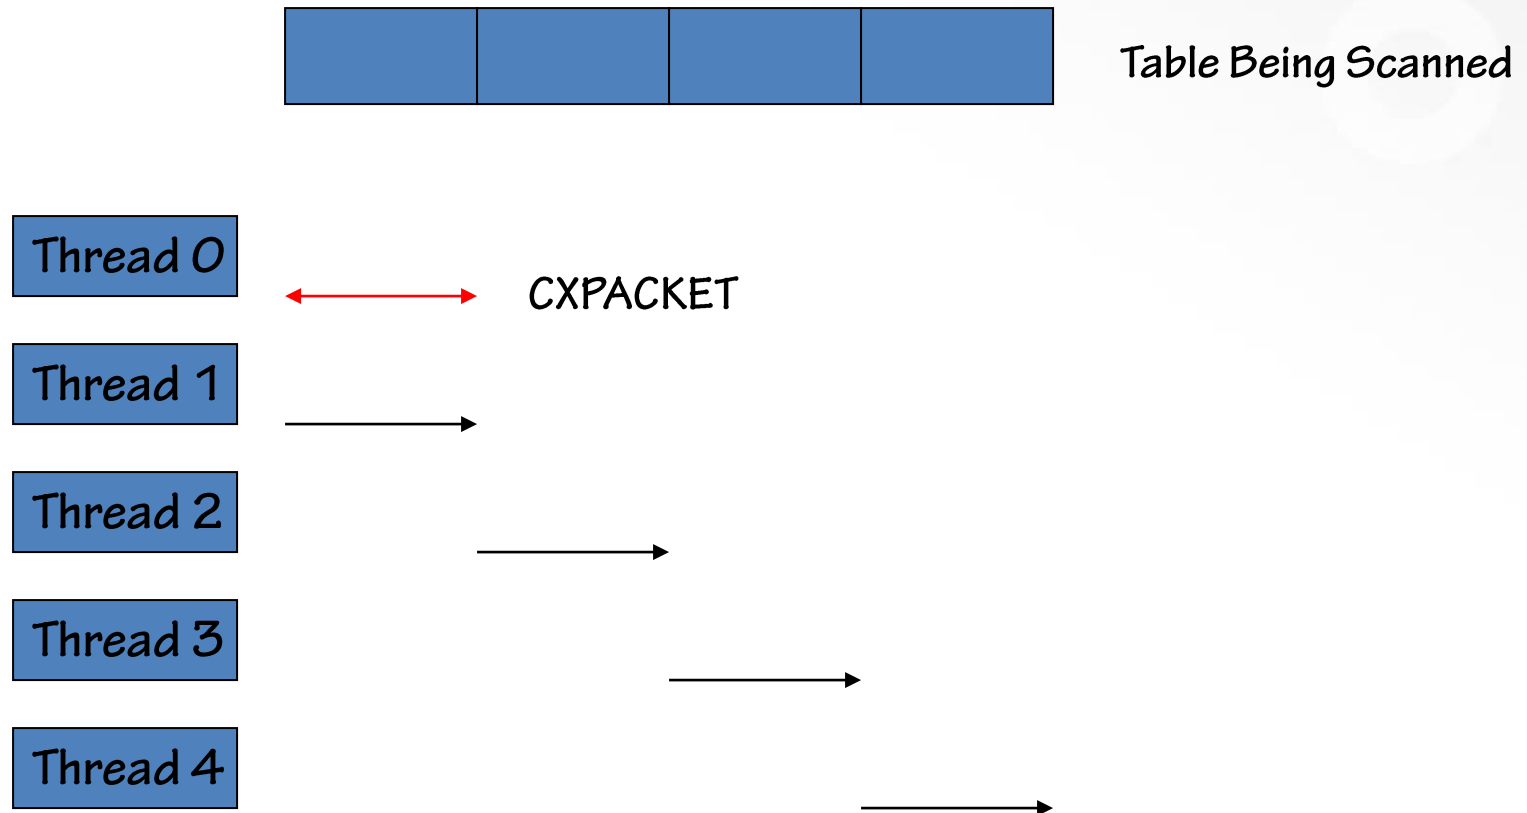 Table Being Scanned
Thread 0
CXPACKET
Thread 1
Thread 2
Thread 3
Thread 4